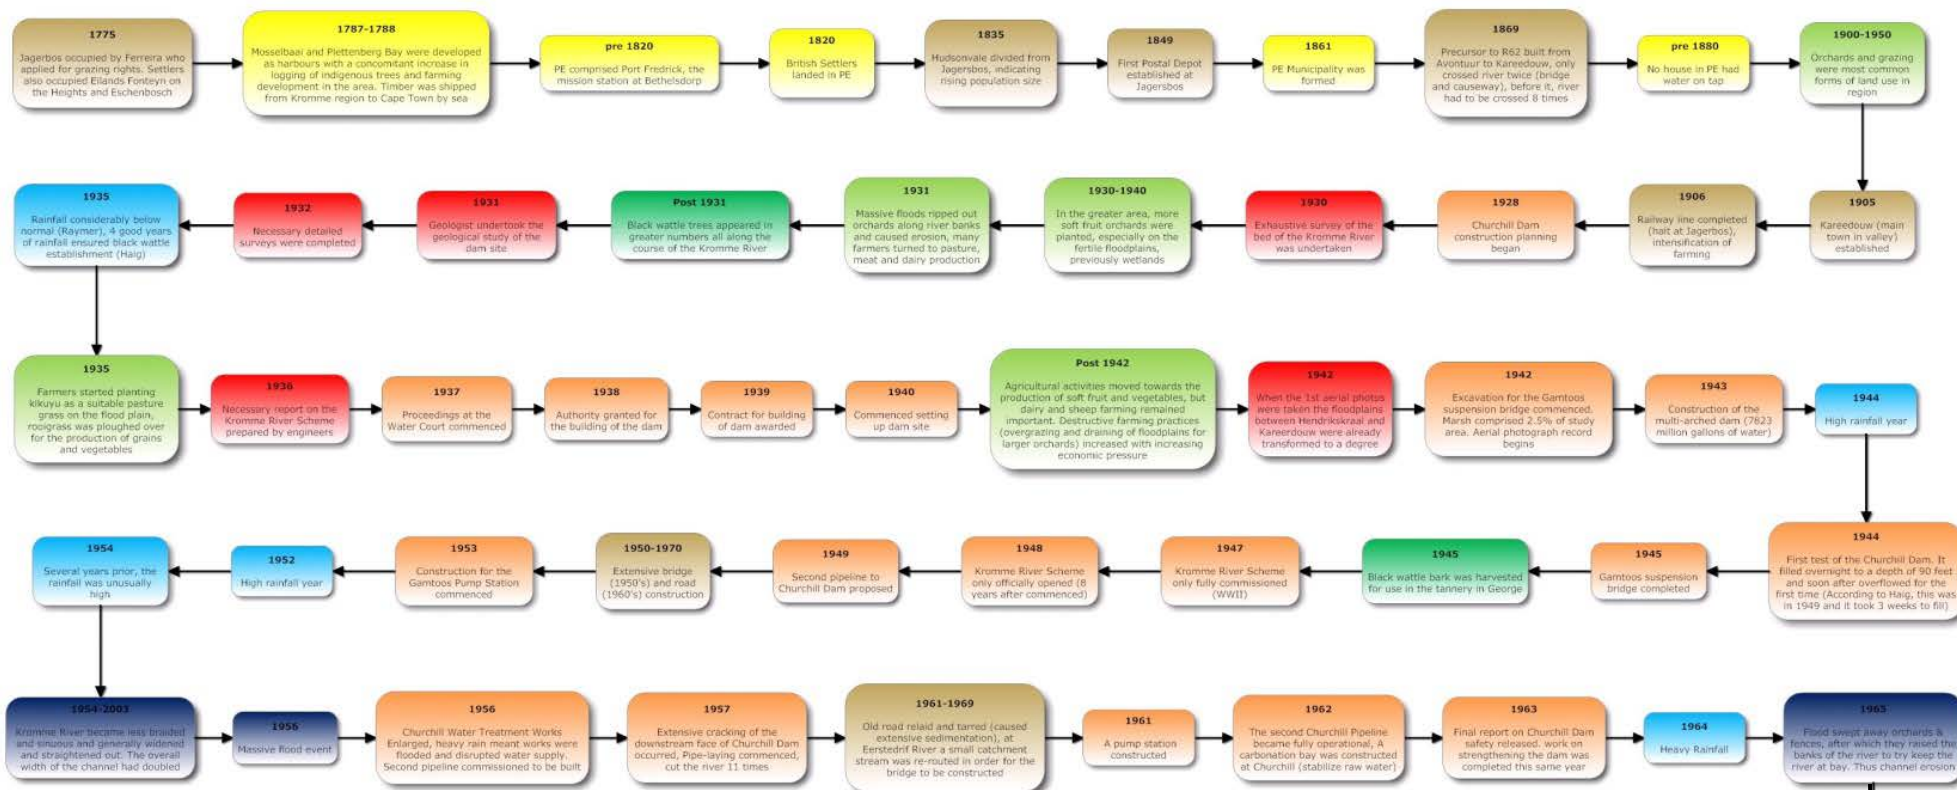 1775
Jagerbos occupied by Ferreira who
applied for grazing rights. Settlers
also occupied Eilands Fonteyn on
the Heights and Eschenbosch
1787-1788
Mosselbaai and Plettenberg Bay were developed
as harbours with a concomitant increase in
logging of indigenous trees and farming
development in the area. Timber was shipped
from Kromme region to Cape Town by sea
pre 1820
PE comprised Port Fredrick, the
mission station at Bethelsdorp
1820
British Settlers
landed in PE
1835
Hudsonvale divided from
Jagersbos, indicating
rising population size
1849
First Postal Depot
established at
Jagersbos
1861
PE Municipality was
formed
1869
Precursor to R62 built from
Avontuur to Kareedouw, only
crossed river twice (bridge
and causeway), before it, river
had to be crossed 8 times
pre 1880
No house in PE had
water on tap
1900-1950
Orchards and grazing
were most common
forms of land use in
region
1935
Rainfall considerably below
normal (Raymer), 4 good years
of rainfall ensured black wattle
establishment (Haig)
1932
Necessary detailed
surveys were completed
1931
Geologist undertook the
geological study of the
dam site
Post 1931
Black wattle trees appeared in
greater numbers all along the
course of the Kromme River
1931
Massive floods ripped out
orchards along river banks
and caused erosion, many
farmers turned to pasture,
meat and dairy production
1930-1940
In the greater area, more
soft fruit orchards were
planted, especially on the
fertile floodplains,
previously wetlands
1930
Exhaustive survey of the
bed of the Kromme River
was undertaken
1928
Churchill Dam
construction planning
began
1906
Railway line completed
(halt at Jagerbos),
intensification of
farming
1905
Kareedouw (main
town in valley)
established
1935
Farmers started planting
kikuyu as a suitable pasture
grass on the flood plain,
rooigrass was ploughed over
for the production of grains
and vegetables
1936
Necessary report on the
Kromme River Scheme
prepared by engineers
1937
Proceedings at the
Water Court commenced
1938
Authority granted for
the building of the dam
1939
Contract for building
of dam awarded
1940
Commenced setting
up dam site
Post 1942
Agricultural activities moved towards the
production of soft fruit and vegetables, but
dairy and sheep farming remained
important. Destructive farming practices
(overgrazing and draining of floodplains for
larger orchards) increased with increasing
economic pressure
1942
When the 1st aerial photos
were taken the floodplains
between Hendrikskraal and
Kareerdouw were already
transformed to a degree
1942
Excavation for the Gamtoos
suspension bridge commenced.
Marsh comprised 2.5% of study
area. Aerial photograph record
begins
1943
Construction of the
multi-arched dam (7623
million gallons of water)
1944
High rainfall year
1954
Several years prior, the
rainfall was unusually
high
1952
High rainfall year
1953
Construction for the
Gamtoos Pump Station
commenced
1950-1970
Extensive bridge
(1950's) and road
(1960's) construction
1949
Second pipeline to
Churchill Dam proposed
1948
Kromme River Scheme
only officially opened (8
years after commenced)
1947
Kromme River Scheme
only fully commissioned
(WWII)
1945
Black wattle bark was harvested
for use in the tannery in George
1945
Gamtoos suspension
bridge completed
1944
First test of the Churchill Dam. It
filled overnight to a depth of 90 feet
and soon after overflowed for the
first time (According to Haig, this was
in 1949 and it took 3 weeks to fill)
1954-2003
Kromme River became less braided
and sinuous and generally widened
and straightened out. The overall
width of the channel had doubled
1956
Massive flood event
1956
Churchill Water Treatment Works
Enlarged, heavy rain meant works were
flooded and disrupted water supply.
Second pipeline commissioned to be built
1957
Extensive cracking of the
downstream face of Churchill Dam
occurred, Pipe-laying commenced,
cut the river 11 times
1961-1969
Old road relaid and tarred (caused
extensive sedimentation), at
Eerstedrif River a small catchment
stream was re-routed in order for the
bridge to be constructed
1961
A pump station
constructed
1962
The second Churchill Pipeline
became fully operational, A
carbonation bay was constructed
at Churchill (stabilize raw water)
1963
Final report on Churchill Dam
safety released. work on
strengthening the dam was
completed this same year
1964
Heavy Rainfall
1965
Flood swept away orchards &
fences, after which they raised the
banks of the river to try keep the
river at bay. Thus channel erosion